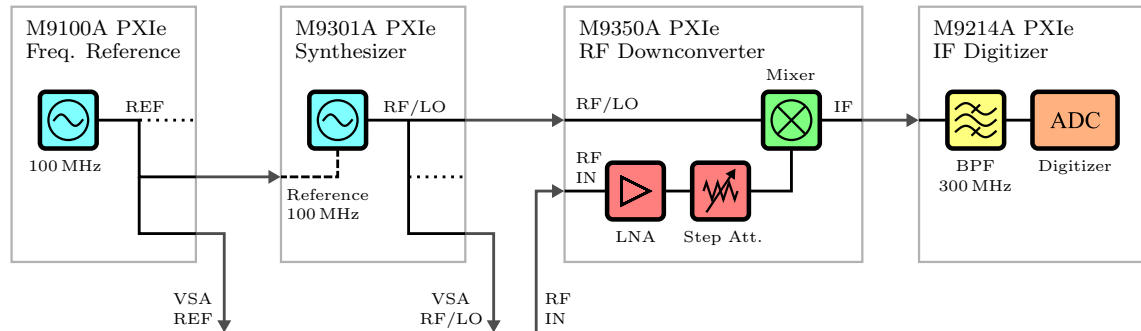 M9100A PXIe
Freq. Reference
REF
100 MHz
VSA
REF
M9301A PXIe
Synthesizer
RF/LO
Reference
100 MHz
VSA
RF/LO
M9350A PXIe
RF Downconverter
Mixer
RF/LO
IF
RF
IN
LNA
Step Att.
RF
IN
M9214A PXIe
IF Digitizer
ADC
BPF
300 MHz
Digitizer